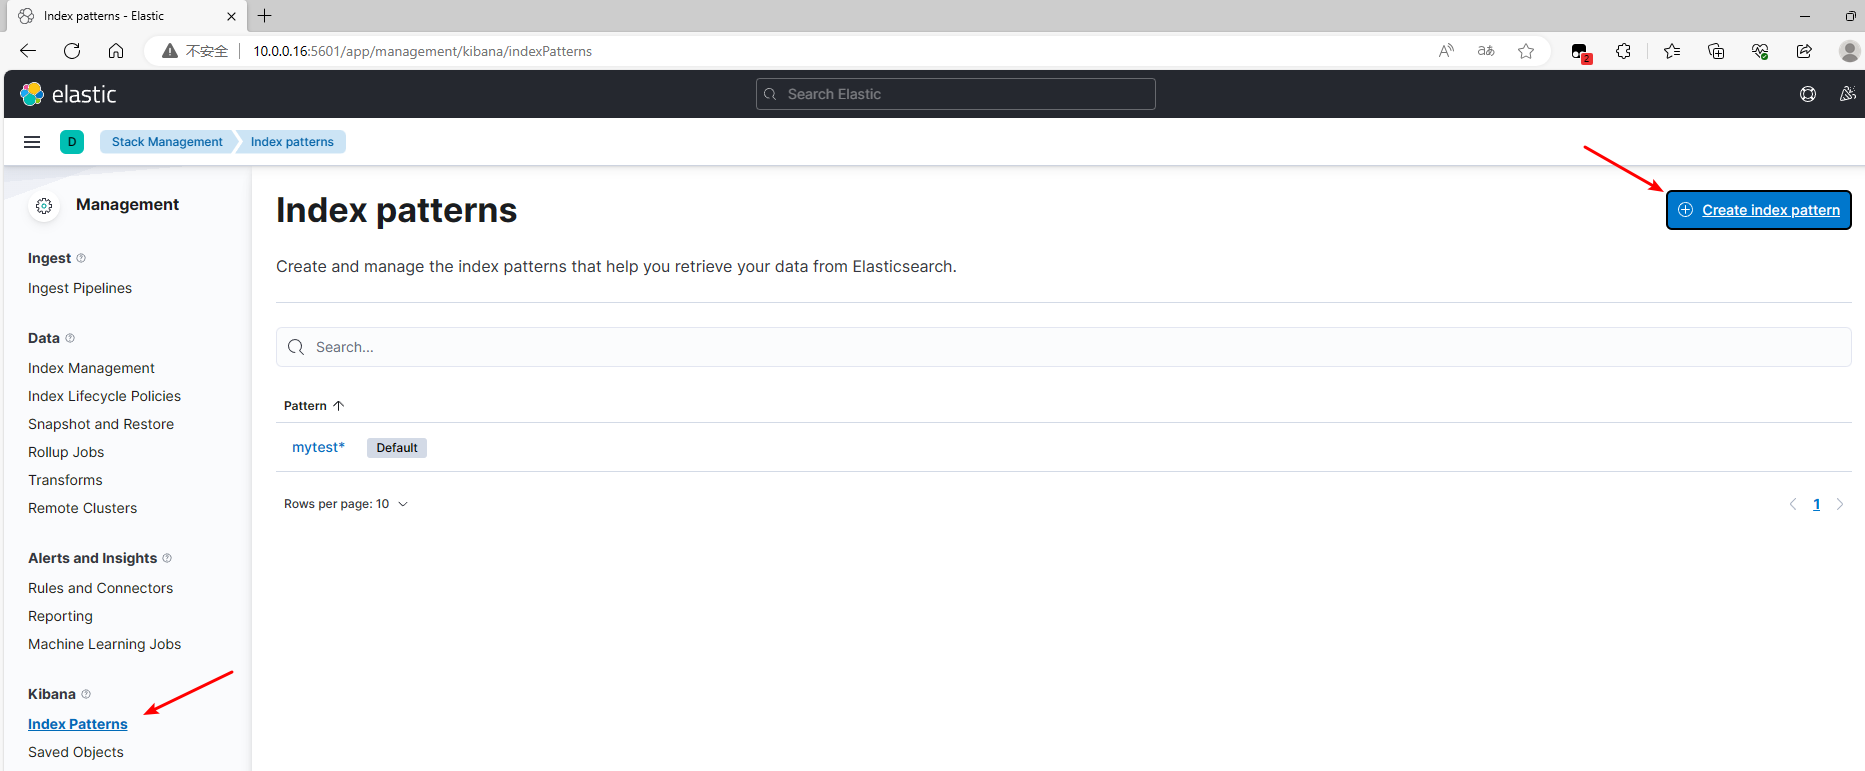 Index patterns - Elastic
不安全
10.0.0.16:5601/app/management/kibana/indexPatterns
A
aあ
2
elastic
Search Elastic
D
Stack Management
Index patterns
Management
Ingest
Ingest Pipelines
Data
Index Management
Index Lifecycle Policies
Snapshot and Restore
Rollup Jobs
Transforms
Remote Clusters
Alerts and Insights
Rules and Connectors
Reporting
Machine Learning Jobs
Kibana
Index Patterns
Saved Objects
Index patterns
Create index pattern
Create and manage the index patterns that help you retrieve your data from Elasticsearch.
Search...
Pattern
mytest* Default
Rows per page: 10
1